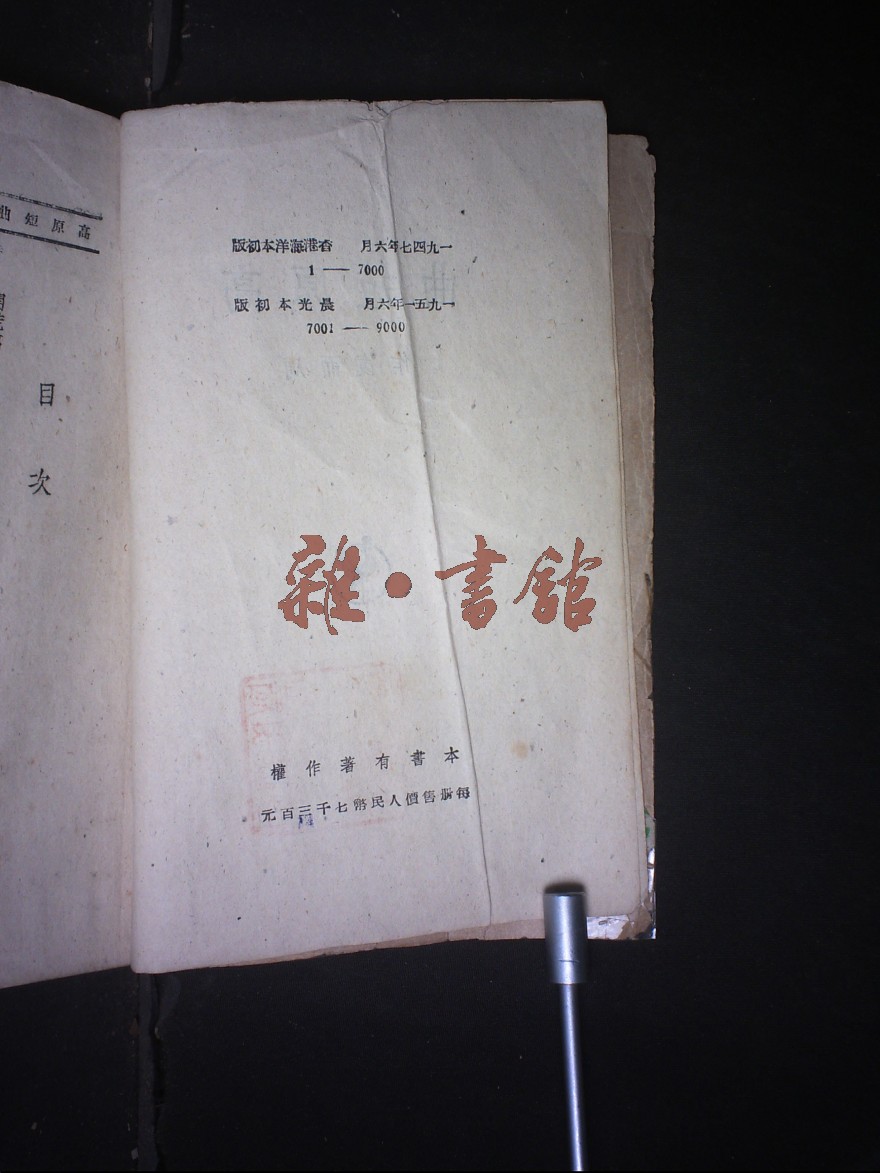 一九四七年六月　香港海洋本初版
1 —— 7000
一九五一年六月　晨光本初版
7001 —— 9000
雜·書館
本書有著作權
每册售價人民幣七千三百元
高原短曲
目次